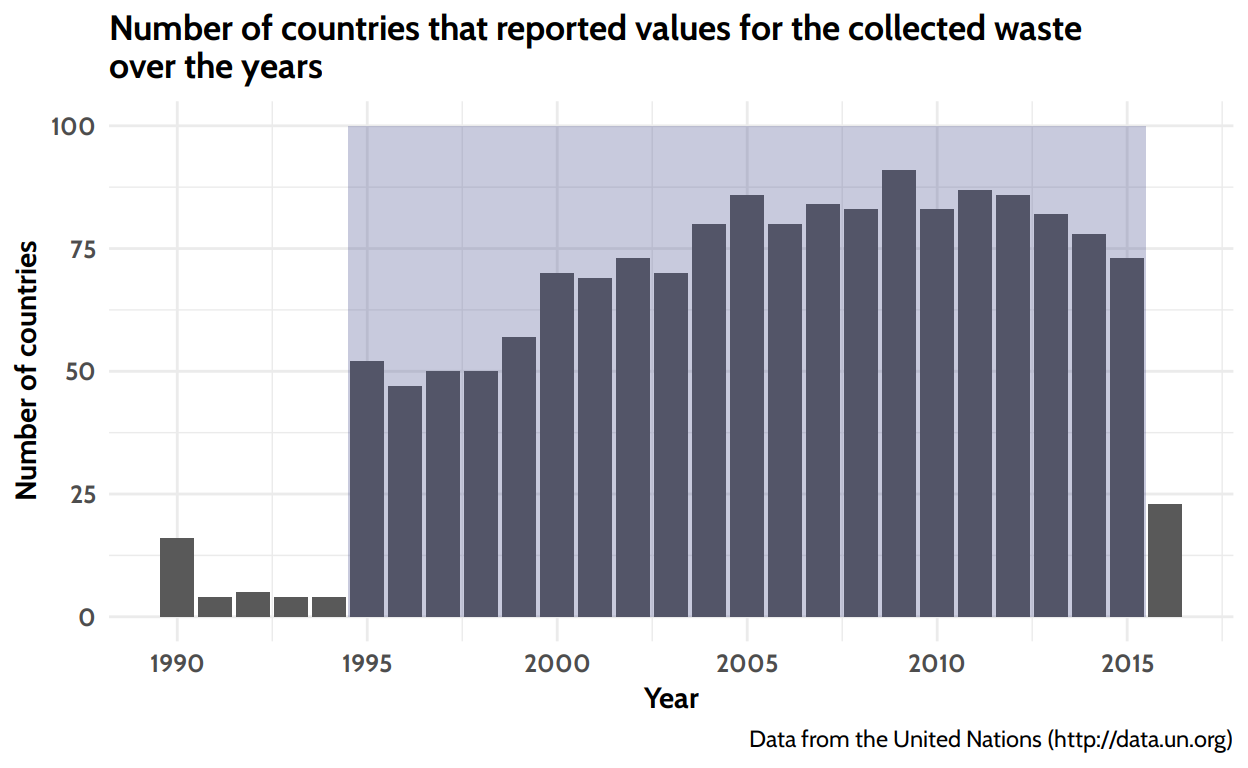 Number of countries that reported values for the collected waste
over the years
Number of countries
100
75
50
25
0
1990 1995 2000 2005 2010 2015
Year
Data from the United Nations (http://data.un.org)